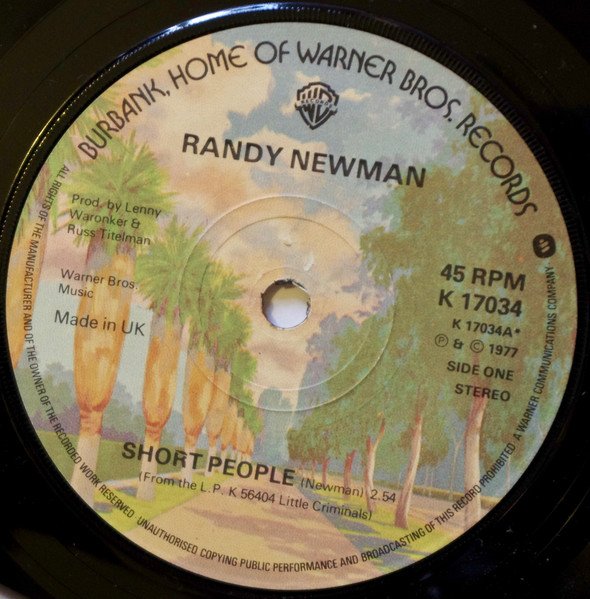 BURBANK, HOME OF WARNER BROS. RECORDS
RECORDS
RANDY NEWMAN
Prod. by Lenny
Waronker &
Russ Titelman
Warner Bros.
Music
Made in UK
45 RPM
K 17034
K 17034A*
Ⓟ & © 1977
SIDE ONE
STEREO
SHORT PEOPLE (Newman) 2.54
(From the L.P. K 56404 Little Criminals)
ALL RIGHTS OF THE MANUFACTURER AND OF THE OWNER OF THE RECORDED WORK RESERVED UNAUTHORISED COPYING PUBLIC PERFORMANCE AND BROADCASTING OF THIS RECORD PROHIBITED A WARNER COMMUNICATIONS COMPANY